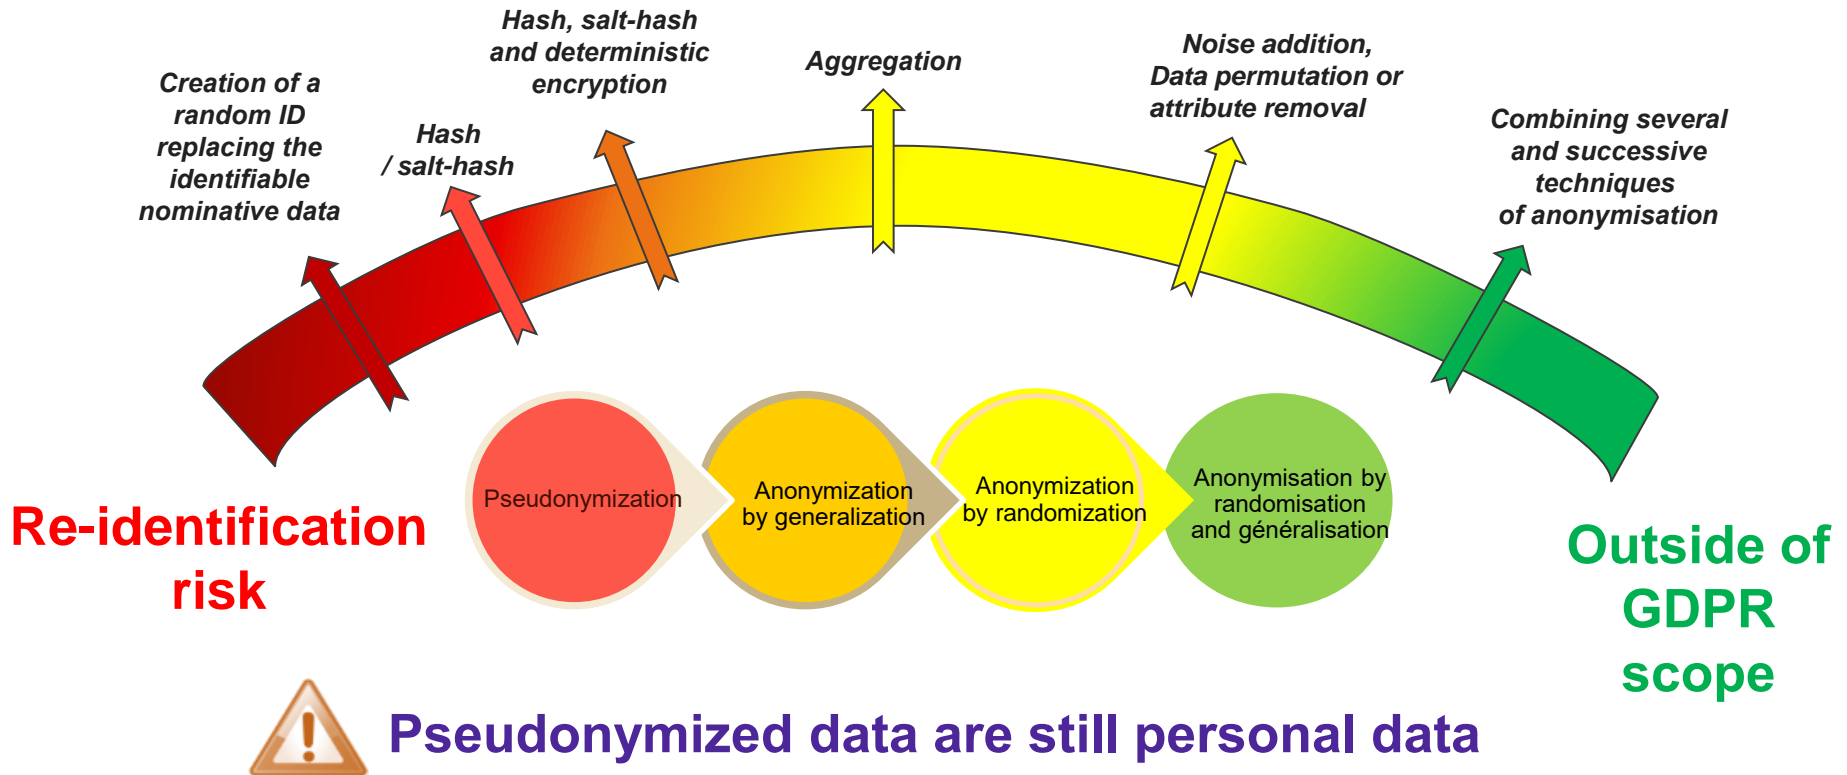 Creation of a
random ID
replacing the
identifiable
nominative data
Hash
/ salt-hash
Hash, salt-hash
and deterministic
encryption
Aggregation
Noise addition,
Data permutation or
attribute removal
Combining several
and successive
techniques
of anonymisation
Re-identification
risk
Pseudonymization
Anonymization
by generalization
Anonymization
by randomization
Anonymisation by
randomisation
and généralisation
Outside of
GDPR
scope
Pseudonymized data are still personal data